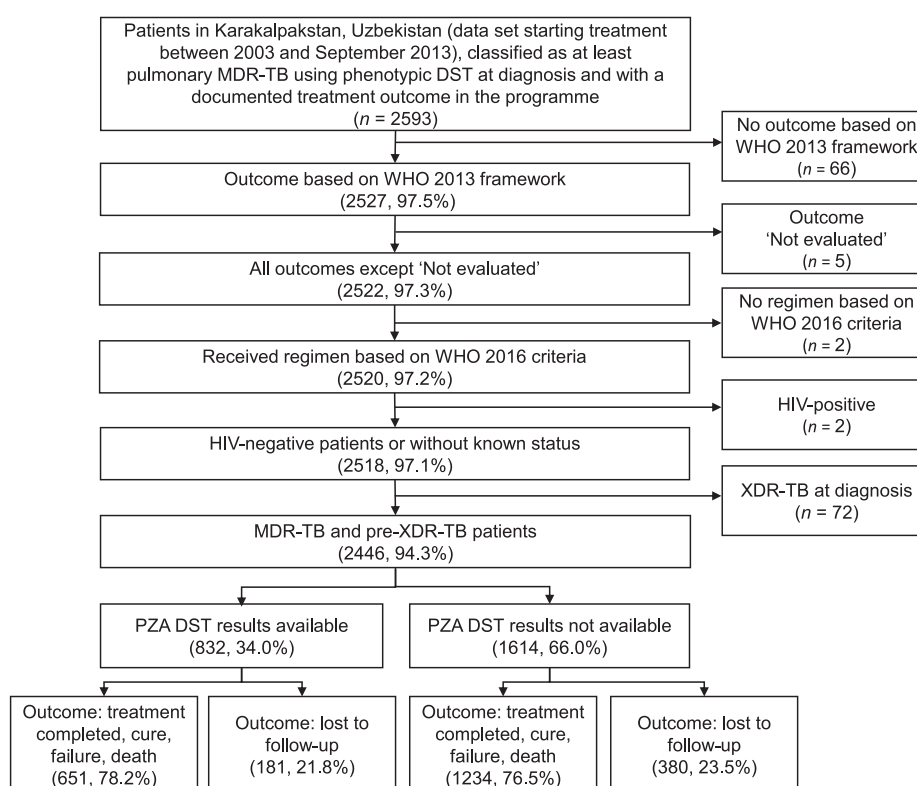 Patients in Karakalpakstan, Uzbekistan (data set starting treatment
between 2003 and September 2013), classified as at least
pulmonary MDR-TB using phenotypic DST at diagnosis and with a
documented treatment outcome in the programme
(n = 2593)
No outcome based on
WHO 2013 framework
(n = 66)
Outcome based on WHO 2013 framework
(2527, 97.5%)
Outcome
‘Not evaluated’
(n = 5)
All outcomes except ‘Not evaluated’
(2522, 97.3%)
No regimen based on
WHO 2016 criteria
(n = 2)
Received regimen based on WHO 2016 criteria
(2520, 97.2%)
HIV-positive
(n = 2)
HIV-negative patients or without known status
(2518, 97.1%)
XDR-TB at diagnosis
(n = 72)
MDR-TB and pre-XDR-TB patients
(2446, 94.3%)
PZA DST results available
(832, 34.0%)
PZA DST results not available
(1614, 66.0%)
Outcome: treatment
completed, cure,
failure, death
(651, 78.2%)
Outcome: lost to
follow-up
(181, 21.8%)
Outcome: treatment
completed, cure,
failure, death
(1234, 76.5%)
Outcome: lost to
follow-up
(380, 23.5%)